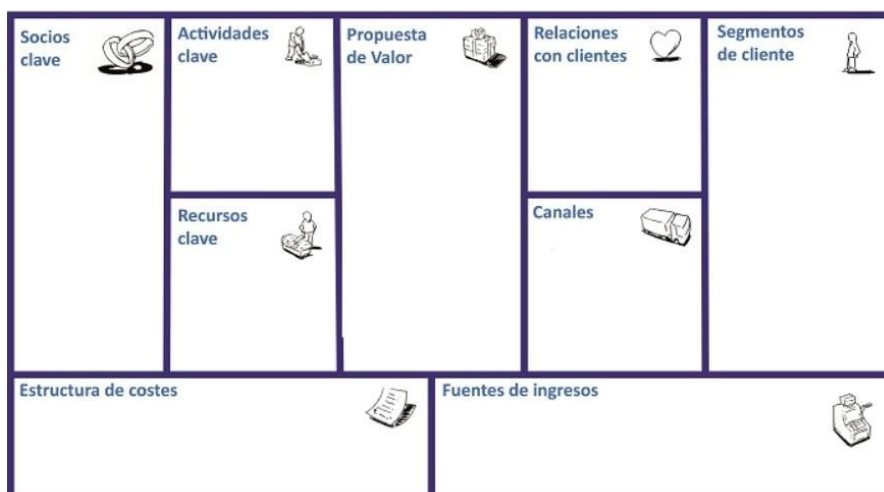 Socios
clave
Actividades
clave
Propuesta
de Valor
Relaciones
con clientes
Segmentos
de cliente
Recursos
clave
Canales
Estructura de costes
Fuentes de ingresos